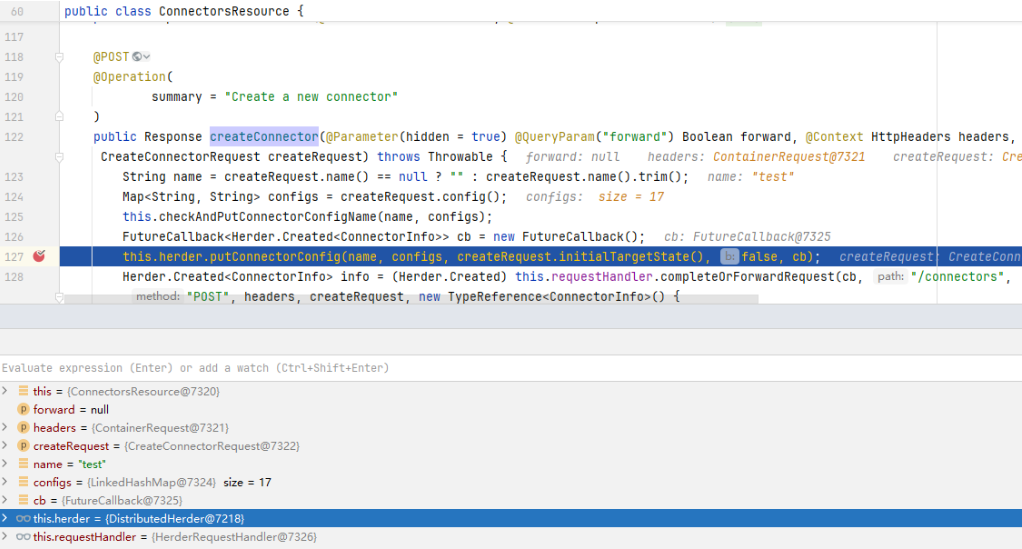 60 public class ConnectorsResource {
117
118 @POST
119 @Operation(
120 summary = "Create a new connector"
121 )
122 public Response createConnector(@Parameter(hidden = true) @QueryParam("forward") Boolean forward, @Context HttpHeaders headers,
CreateConnectorRequest createRequest) throws Throwable { forward: null headers: ContainerRequest@7321 createRequest: Cre
123 String name = createRequest.name() == null ? "" : createRequest.name().trim(); name: "test"
124 Map<String, String> configs = createRequest.config(); configs: size = 17
125 this.checkAndPutConnectorConfigName(name, configs);
126 FutureCallback<Herder.Created<ConnectorInfo>> cb = new FutureCallback(); cb: FutureCallback@7325
127 this.herder.putConnectorConfig(name, configs, createRequest.initialTargetState(), b: false, cb); createRequest: CreateConn
128 Herder.Created<ConnectorInfo> info = (Herder.Created) this.requestHandler.completeOrForwardRequest(cb, path: "/connectors",
method: "POST", headers, createRequest, new TypeReference<ConnectorInfo>() {
Evaluate expression (Enter) or add a watch (Ctrl+Shift+Enter)
this = {ConnectorsResource@7320}
p forward = null
p headers = {ContainerRequest@7321}
p createRequest = {CreateConnectorRequest@7322}
name = "test"
configs = {LinkedHashMap@7324} size = 17
cb = {FutureCallback@7325}
this.herder = {DistributedHerder@7218}
this.requestHandler = {HerderRequestHandler@7326}